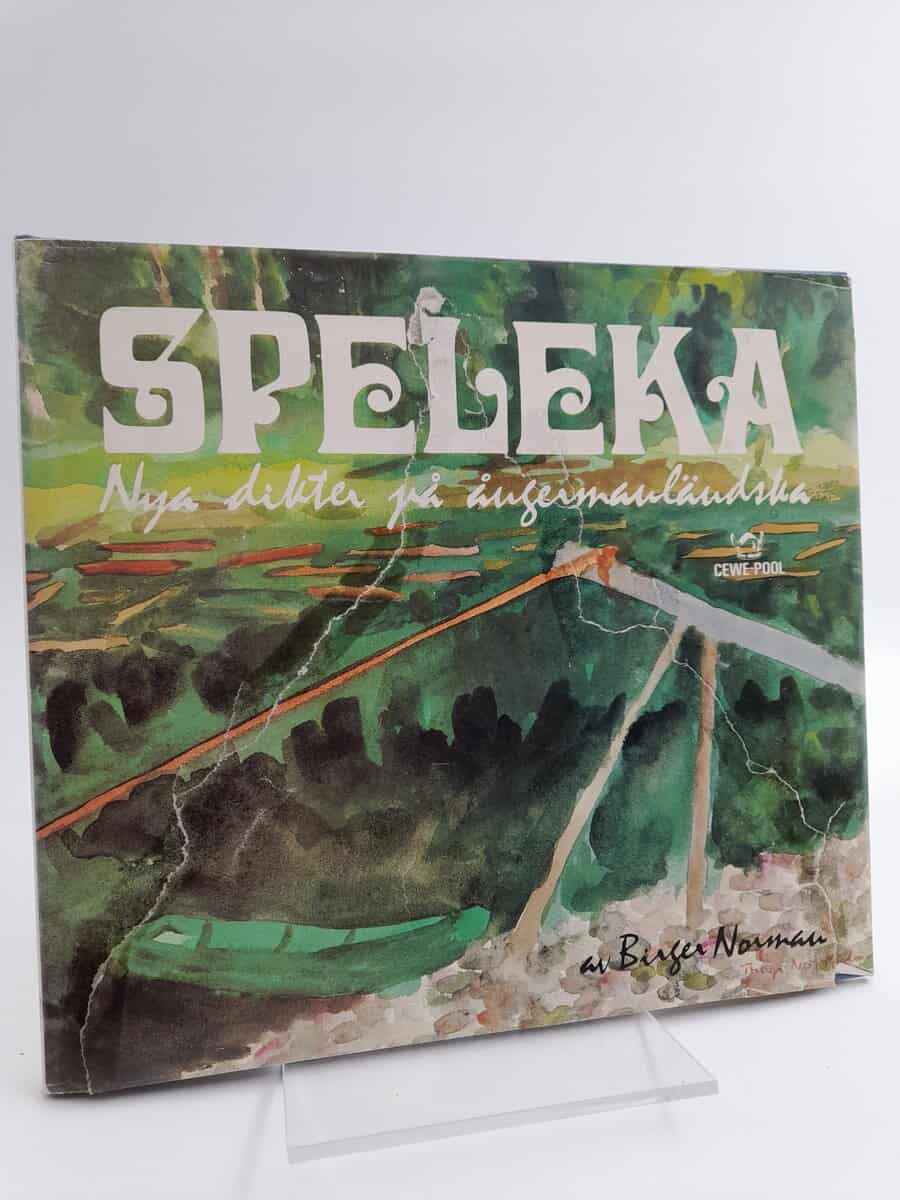 SPELEKA
Nya dikter på ångermanländska
CEWE-POOL
av Birger Norman